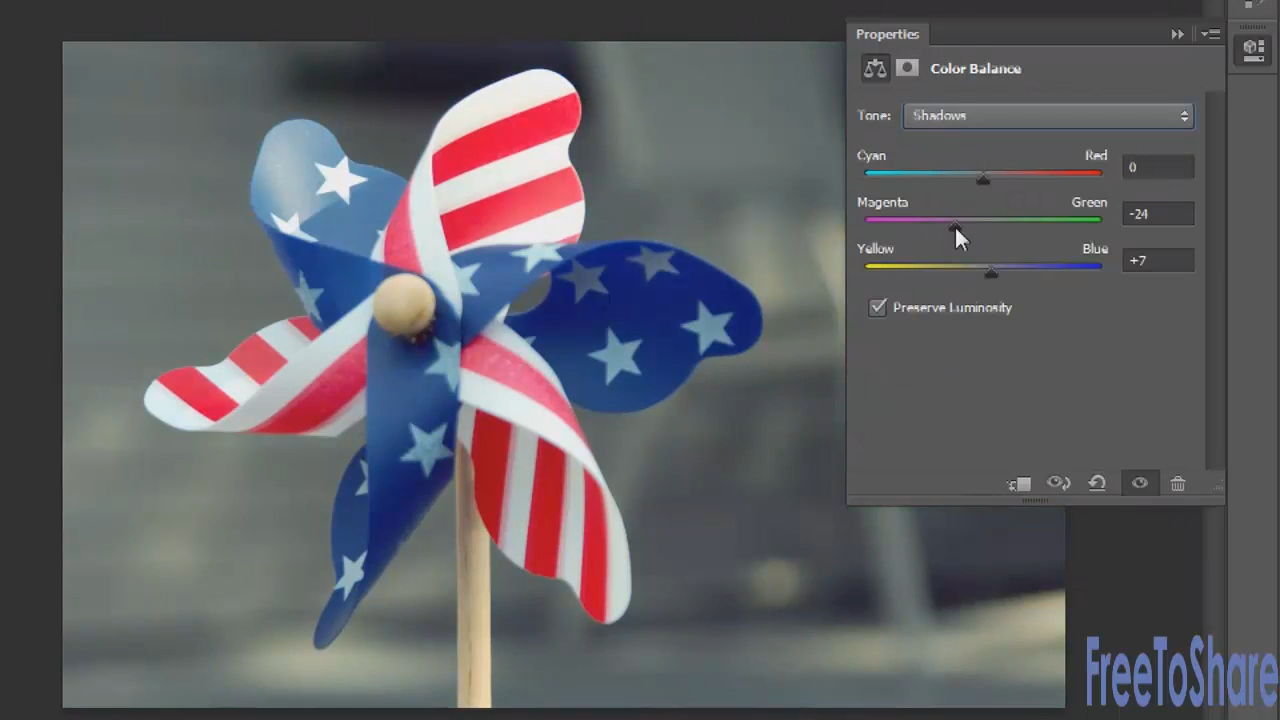 Properties
Color Balance
Tone: Shadows
Cyan Red 0
Magenta Green -24
Yellow Blue +7
Preserve Luminosity
FreeToShare